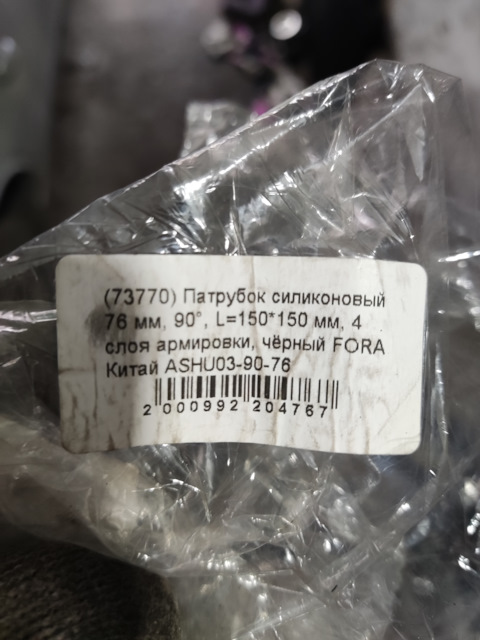 (73770) Патрубок силиконовый
76 мм, 90°, L=150*150 мм, 4
слоя армировки, чёрный FORA
Китай ASHU03-90-76
2 000992 204767